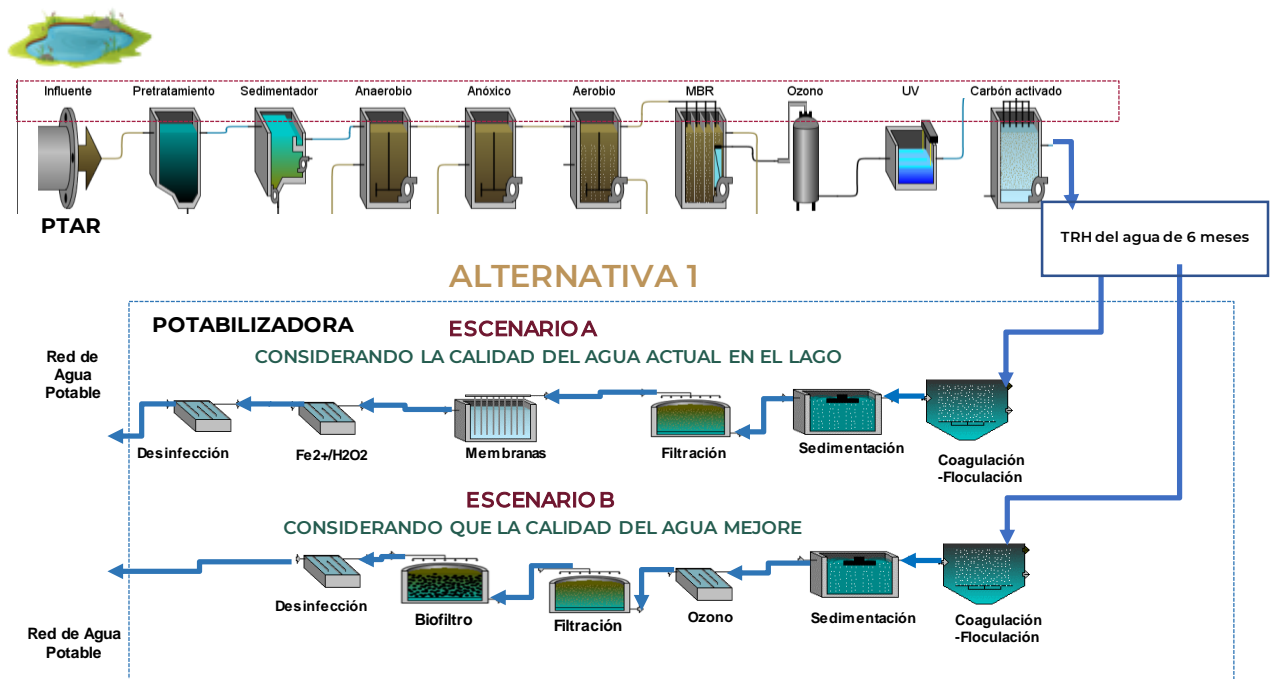 Influente
Pretratamiento
Sedimentador
Anaerobio
Anóxico
Aerobio
MBR
Ozono
UV
Carbón activado
PTAR
TRH del agua de 6 meses
ALTERNATIVA 1
POTABILIZADORA
ESCENARIO A
CONSIDERANDO LA CALIDAD DEL AGUA ACTUAL EN EL LAGO
Red de
Agua
Potable
Desinfección
Fe2+/H2O2
Membranas
Filtración
Sedimentación
Coagulación
-Floculación
ESCENARIO B
CONSIDERANDO QUE LA CALIDAD DEL AGUA MEJORE
Red de Agua
Potable
Desinfección
Biofiltro
Filtración
Ozono
Sedimentación
Coagulación
-Floculación